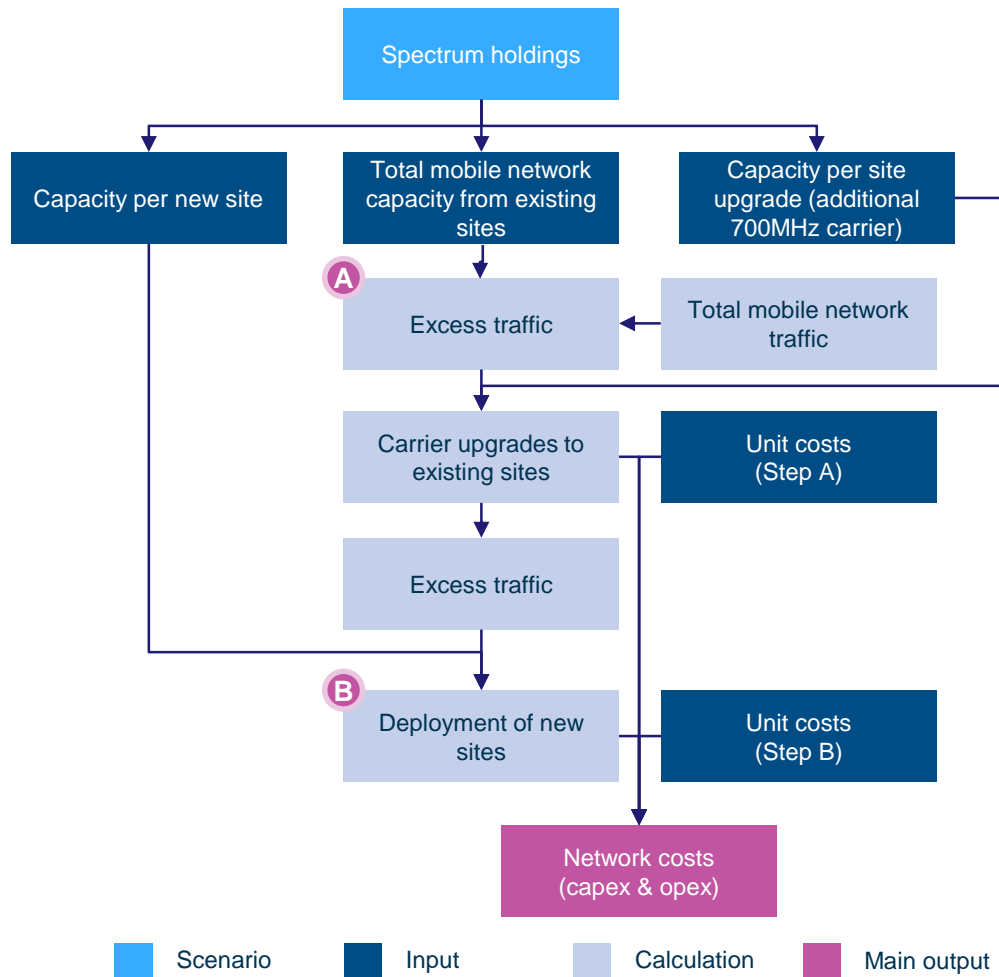 Spectrum holdings
Capacity per new site
Total mobile network
capacity from existing
sites
Capacity per site
upgrade (additional
700MHz carrier)
A
Excess traffic
Total mobile network
traffic
Carrier upgrades to
existing sites
Unit costs
(Step A)
Excess traffic
B
Deployment of new
sites
Unit costs
(Step B)
Network costs
(capex & opex)
Scenario
Input
Calculation
Main output